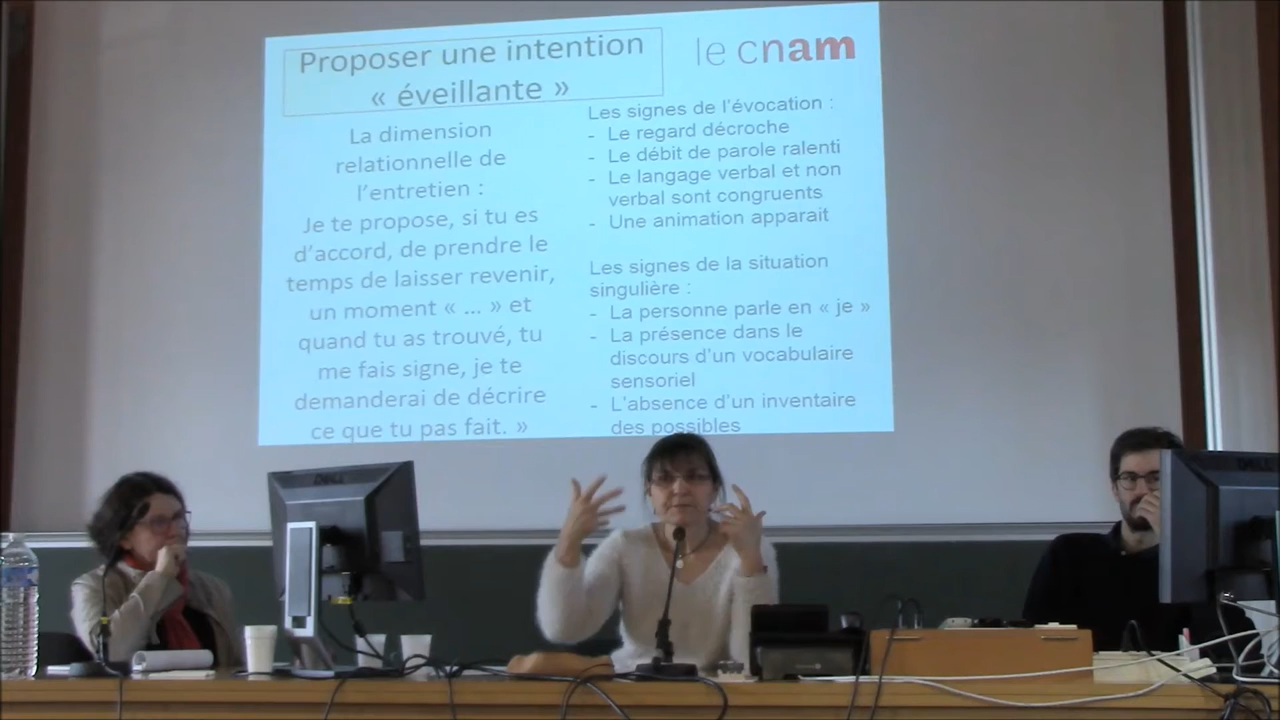 Proposer une intention
« éveillante »
le cnam
La dimension
relationnelle de
l'entretien :
Je te propose, si tu es
d'accord, de prendre le
temps de laisser revenir,
un moment « ... » et
quand tu as trouvé, tu
me fais signe, je te
demanderai de décrire
ce que tu pas fait. »
Les signes de l'évocation :
- Le regard décroche
- Le débit de parole ralenti
- Le langage verbal et non
verbal sont congruents
- Une animation apparait
Les signes de la situation
singulière :
- La personne parle en « je »
- La présence dans le
discours d'un vocabulaire
sensoriel
- L'absence d'un inventaire
des possibles
DELL
DELL